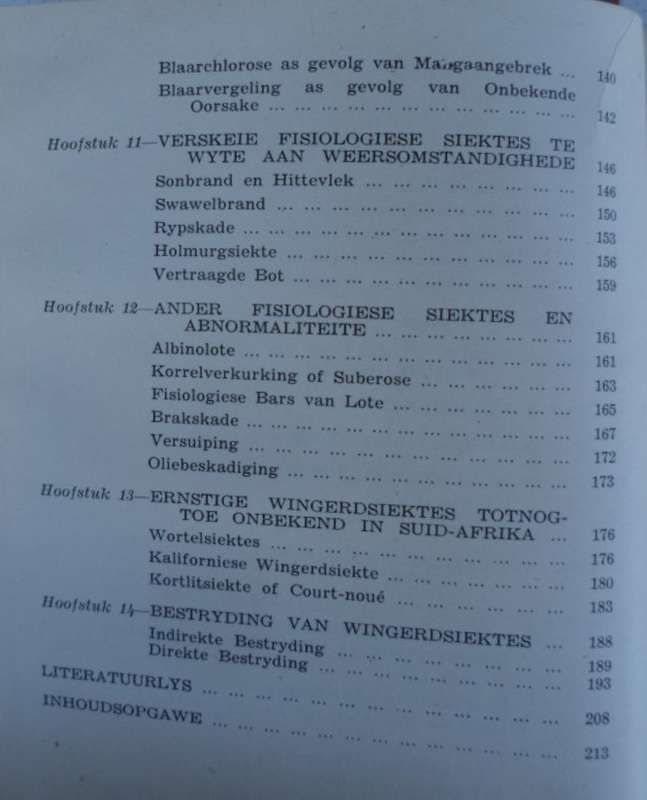 Blaarchlorose as gevolg van Mangaangebrek ... 140
Blaarvergeling as gevolg van Onbekende
Oorsake ... ... ... ... ... ... ... ... ... ... ... ... 142
Hoofstuk 11—VERSKEIE FISIOLOGIESE SIEKTES TE
WYTE AAN WEERSOMSTANDIGHEDE 146
Sonbrand en Hittevlek ... ... ... ... ... ... ... ... 146
Swawelbrand ... ... ... ... ... ... ... ... ... ... ... 150
Rypskade ... ... ... ... ... ... ... ... ... ... ... ... 153
Holmurgsiekte ... ... ... ... ... ... ... ... ... ... ... 156
Vertraagde Bot ... ... ... ... ... ... ... ... ... ... ... 159
Hoofstuk 12—ANDER FISIOLOGIESE SIEKTES EN
ABNORMALITEITE ... ... ... ... ... ... ... ... 161
Albinolote ... ... ... ... ... ... ... ... ... ... ... ... 161
Korrelverkurking of Suberose ... ... ... ... ... ... 163
Fisiologiese Bars van Lote ... ... ... ... ... ... ... 165
Brakskade ... ... ... ... ... ... ... ... ... ... ... ... 167
Versuiping ... ... ... ... ... ... ... ... ... ... ... ... 172
Oliebeskadiging ... ... ... ... ... ... ... ... ... ... ... 173
Hoofstuk 13—ERNSTIGE WINGERDSIEKTES TOTNOG-
TOE ONBEKEND IN SUID-AFRIKA ... 176
Wortelsiektes ... ... ... ... ... ... ... ... ... ... ... 176
Kaliforniese Wingerdsiekte ... ... ... ... ... ... ... 180
Kortlitsiekte of Court-noué ... ... ... ... ... ... ... 183
Hoofstuk 14—BESTRYDING VAN WINGERDSIEKTES ... 188
Indirekte Bestryding ... ... ... ... ... ... ... ... ... 189
Direkte Bestryding ... ... ... ... ... ... ... ... ... 193
LITERATUURLYS ... ... ... ... ... ... ... ... ... ... ... ... ... 208
INHOUDSOPGAWE ... ... ... ... ... ... ... ... ... ... ... ... ... 213